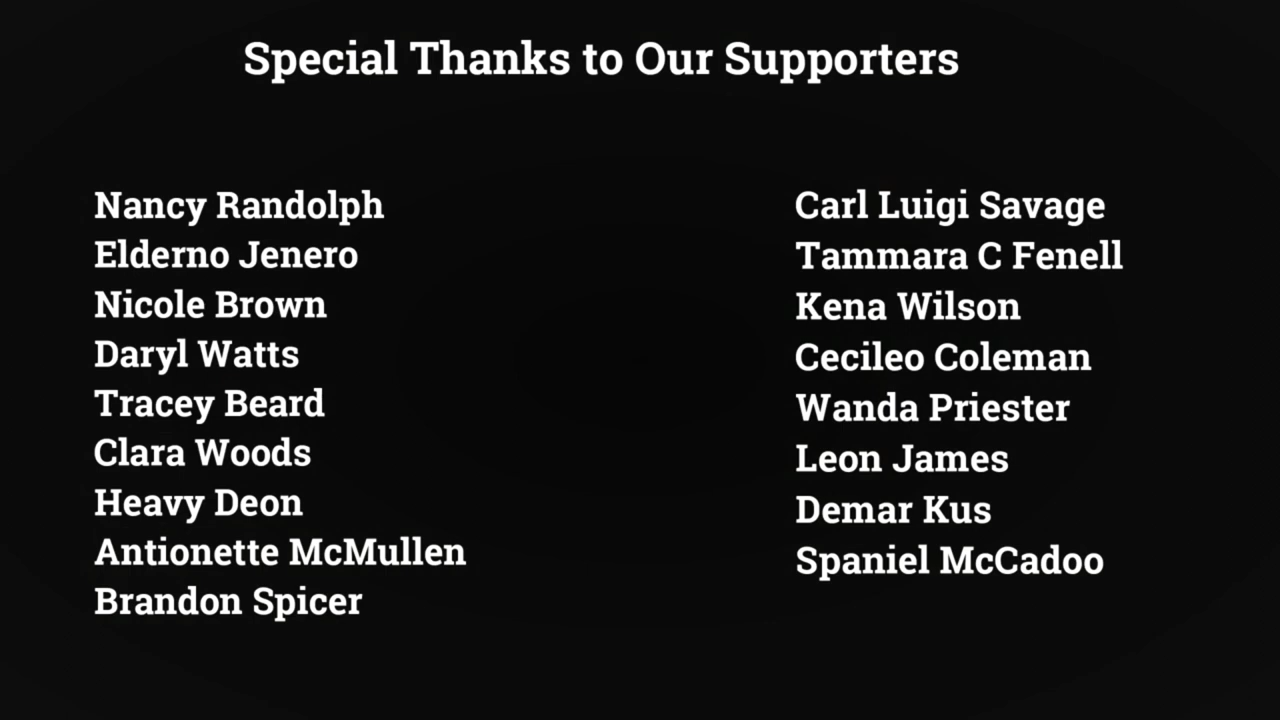 Special Thanks to Our Supporters
Nancy Randolph
Elderno Jenero
Nicole Brown
Daryl Watts
Tracey Beard
Clara Woods
Heavy Deon
Antionette McMullen
Brandon Spicer
Carl Luigi Savage
Tammara C Fenell
Kena Wilson
Cecileo Coleman
Wanda Priester
Leon James
Demar Kus
Spaniel McCadoo